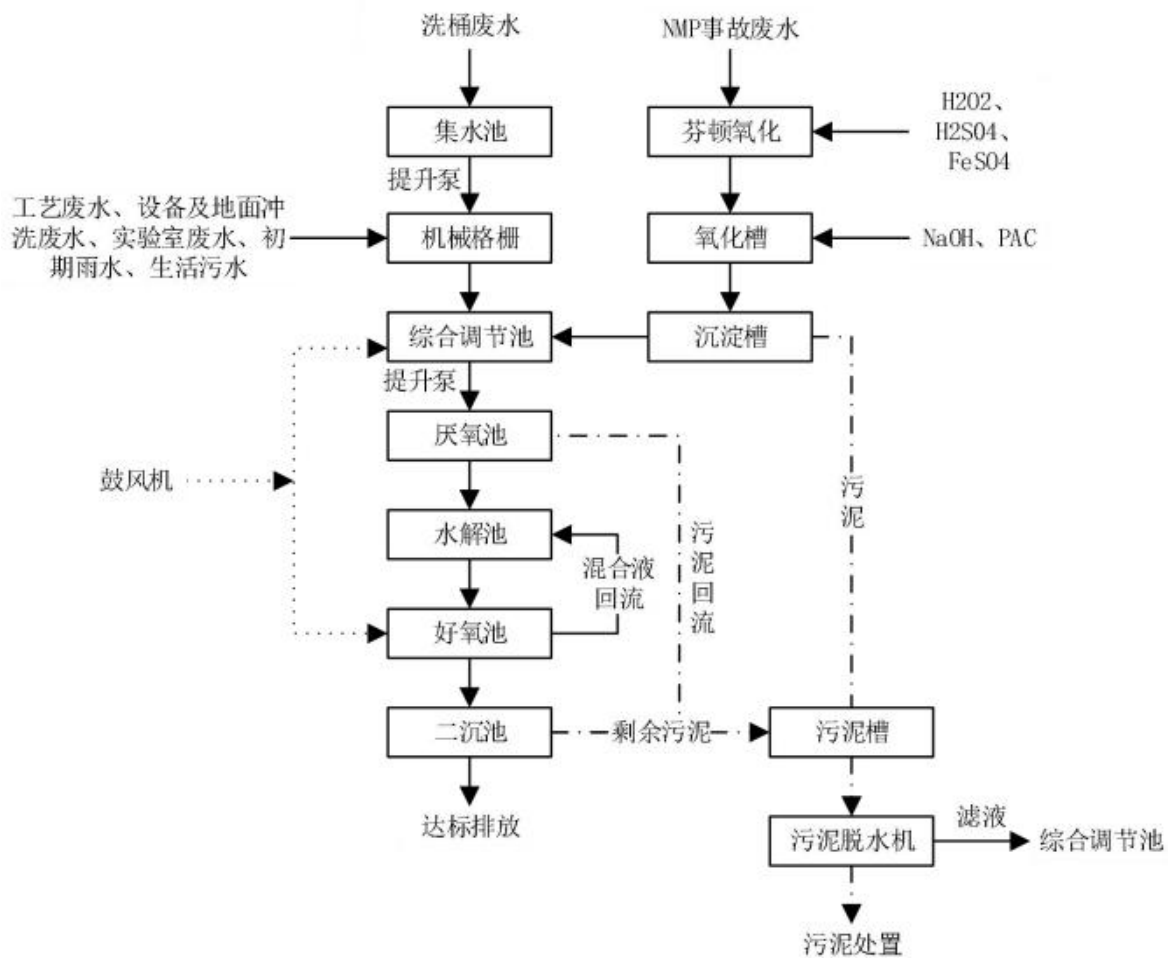 洗桶废水
NMP事故废水
集水池
芬顿氧化
H2O2、
H2SO4、
FeSO4
提升泵
工艺废水、设备及地面冲
洗废水、实验室废水、初
期雨水、生活污水
机械格栅
氧化槽
NaOH、PAC
综合调节池
沉淀槽
提升泵
厌氧池
鼓风机
水解池
混合液
回流
污泥回流
污泥
好氧池
二沉池
剩余污泥
污泥槽
达标排放
污泥脱水机
滤液
综合调节池
污泥处置